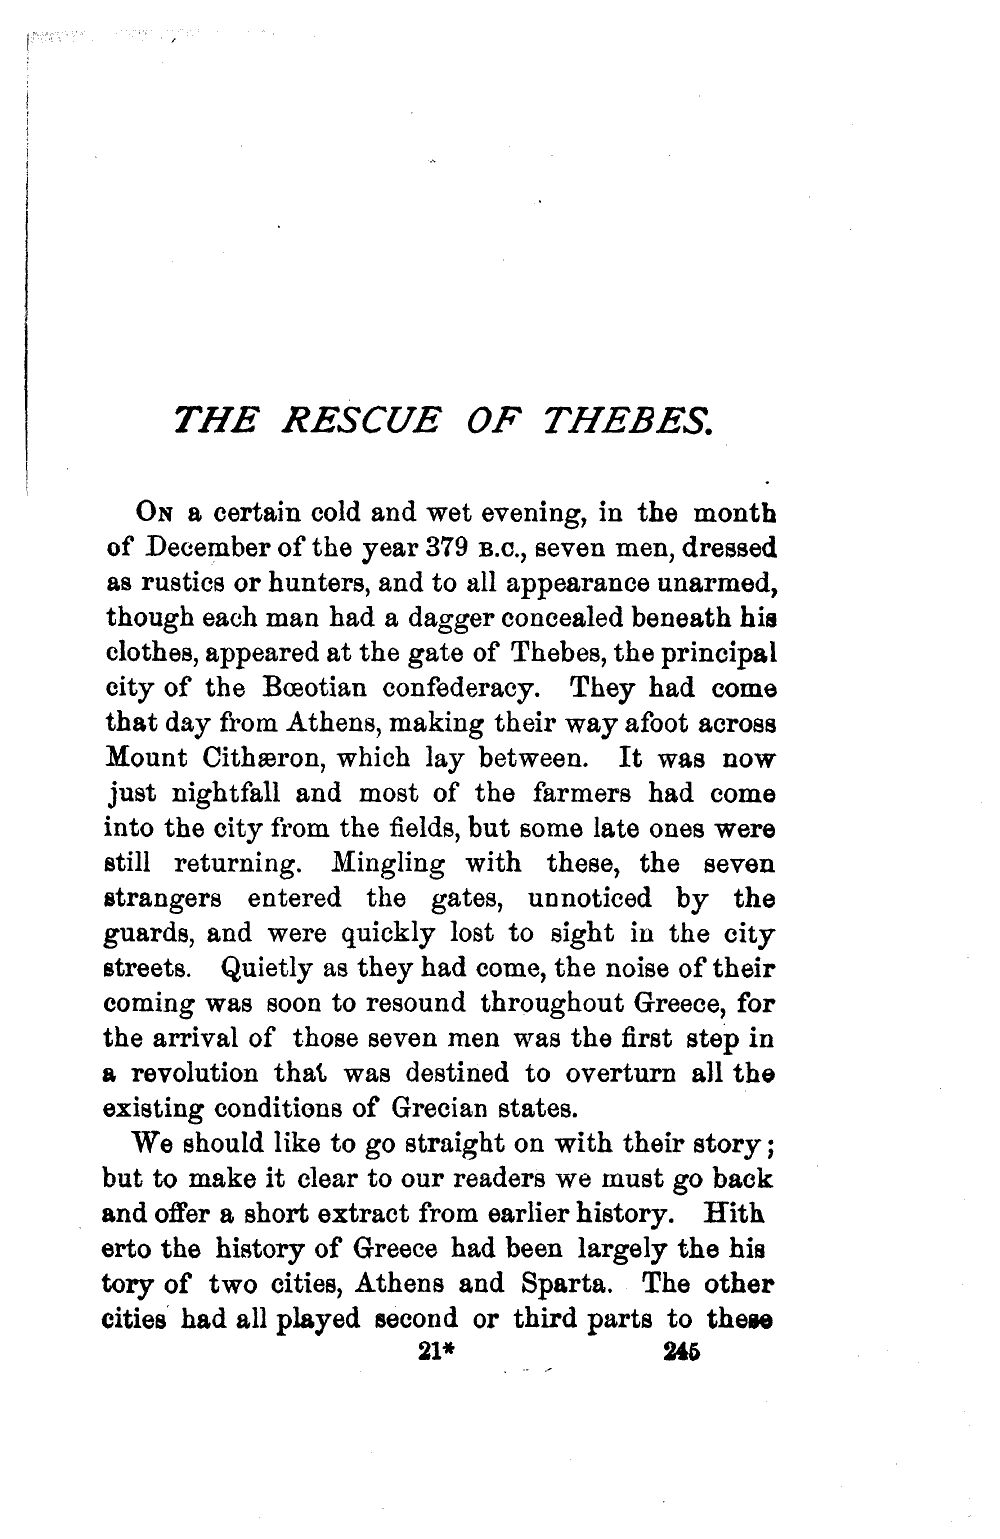 THE RESCUE OF THEBES.
ON a certain cold and wet evening, in the month
of December of the year 379 B.C., seven men, dressed
as rustics or hunters, and to all appearance unarmed,
though each man had a dagger concealed beneath his
clothes, appeared at the gate of Thebes, the principal
city of the Bœotian confederacy. They had come
that day from Athens, making their way afoot across
Mount Cithæron, which lay between. It was now
just nightfall and most of the farmers had come
into the city from the fields, but some late ones were
still returning. Mingling with these, the seven
strangers entered the gates, unnoticed by the
guards, and were quickly lost to sight in the city
streets. Quietly as they had come, the noise of their
coming was soon to resound throughout Greece, for
the arrival of those seven men was the first step in
a revolution that was destined to overturn all the
existing conditions of Grecian states.
We should like to go straight on with their story;
but to make it clear to our readers we must go back
and offer a short extract from earlier history. Hith
erto the history of Greece had been largely the his
tory of two cities, Athens and Sparta. The other
cities had all played second or third parts to these
21* 245